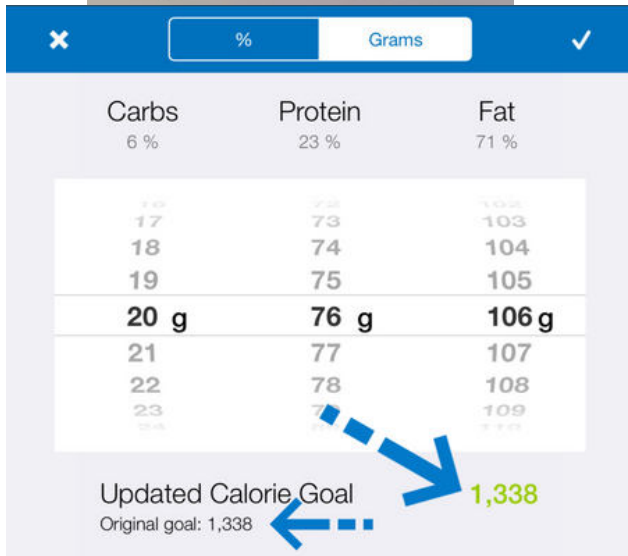 % Grams
Carbs Protein Fat
6 % 23 % 71 %
17 73 103
18 74 104
19 75 105
20 g 76 g 106 g
21 77 107
22 78 108
23 109
Updated Calorie Goal 1,338
Original goal: 1,338